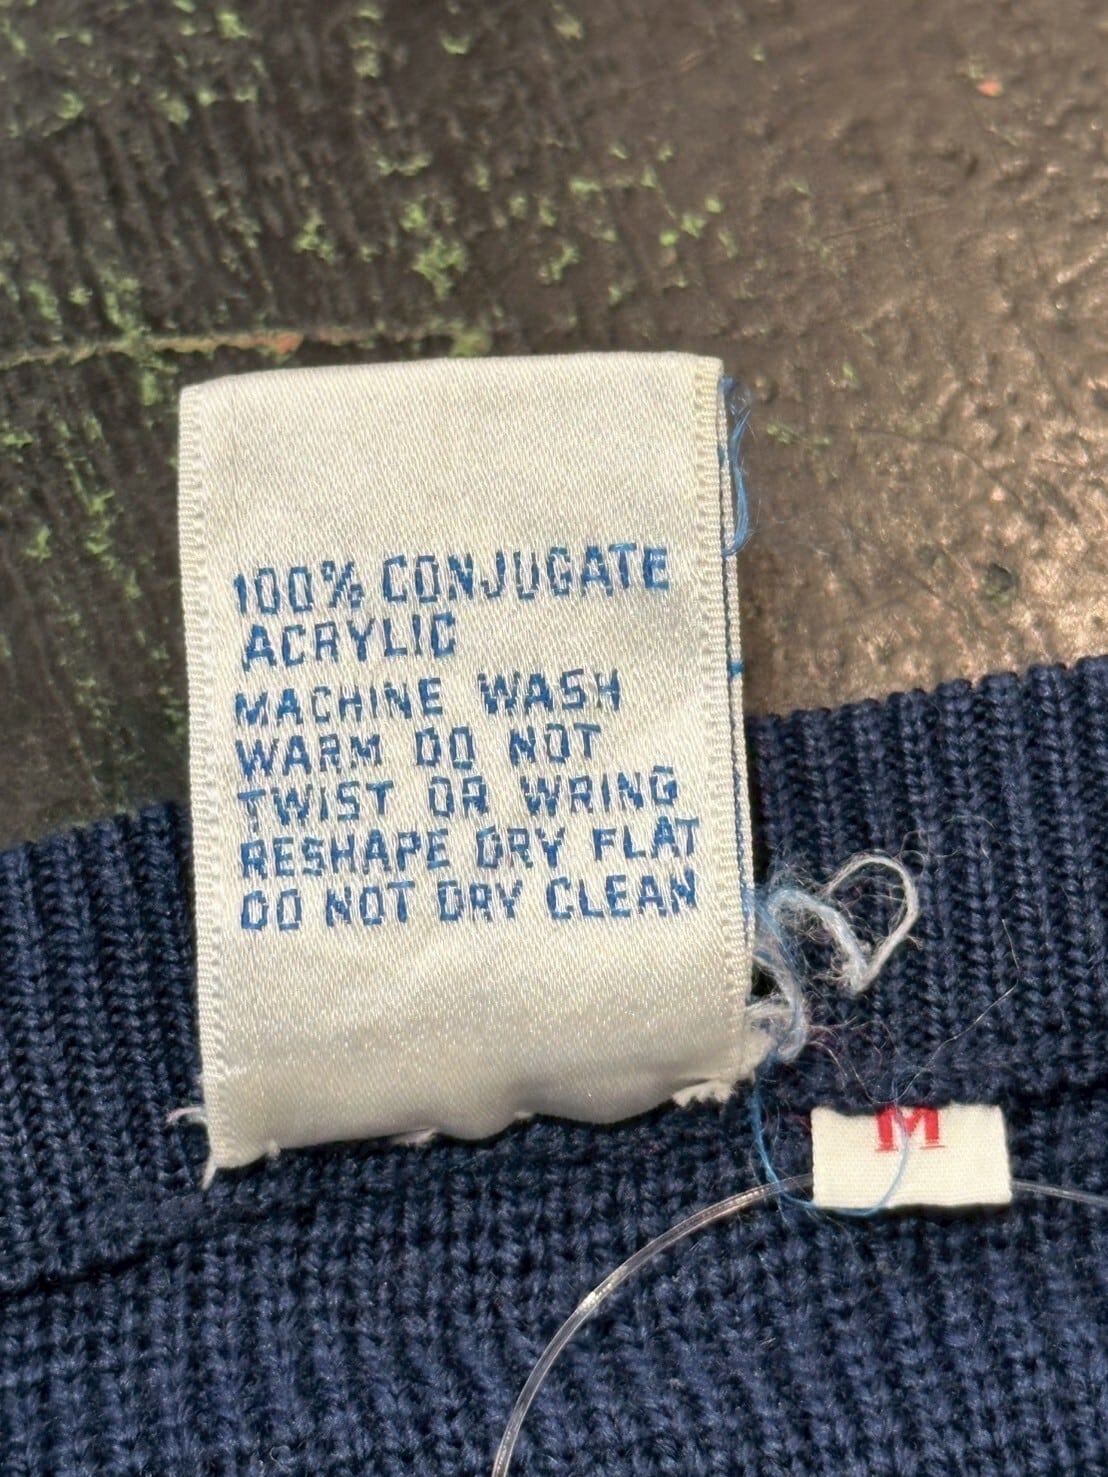 100% CONJUGATE
ACRYLIC
MACHINE WASH
WARM DO NOT
TWIST OR WRING
RESHAPE DRY FLAT
DO NOT DRY CLEAN
M